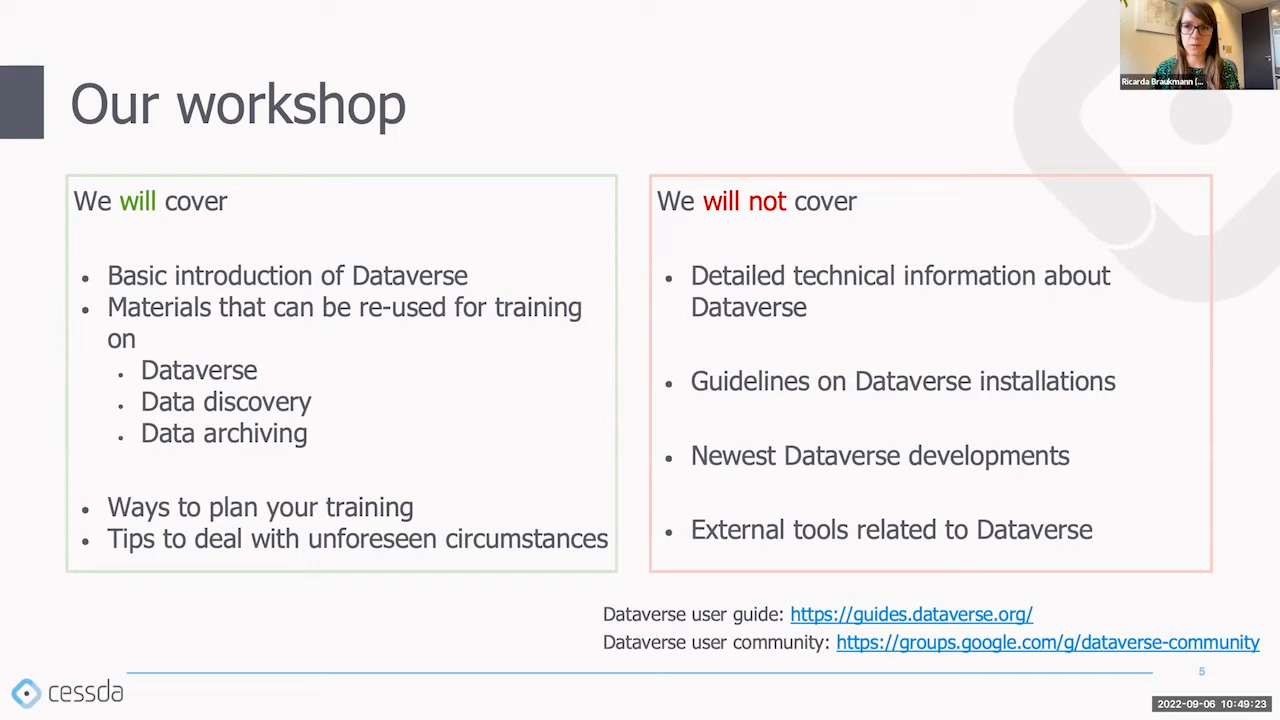 Our workshop
Ricarda Braukmann (...
We will cover
• Basic introduction of Dataverse
• Materials that can be re-used for training
on
• Dataverse
• Data discovery
• Data archiving
• Ways to plan your training
• Tips to deal with unforeseen circumstances
We will not cover
• Detailed technical information about
Dataverse
• Guidelines on Dataverse installations
• Newest Dataverse developments
• External tools related to Dataverse
Dataverse user guide: https://guides.dataverse.org/
Dataverse user community: https://groups.google.com/g/dataverse-community
5
cessda
2022-09-06 10:49:23